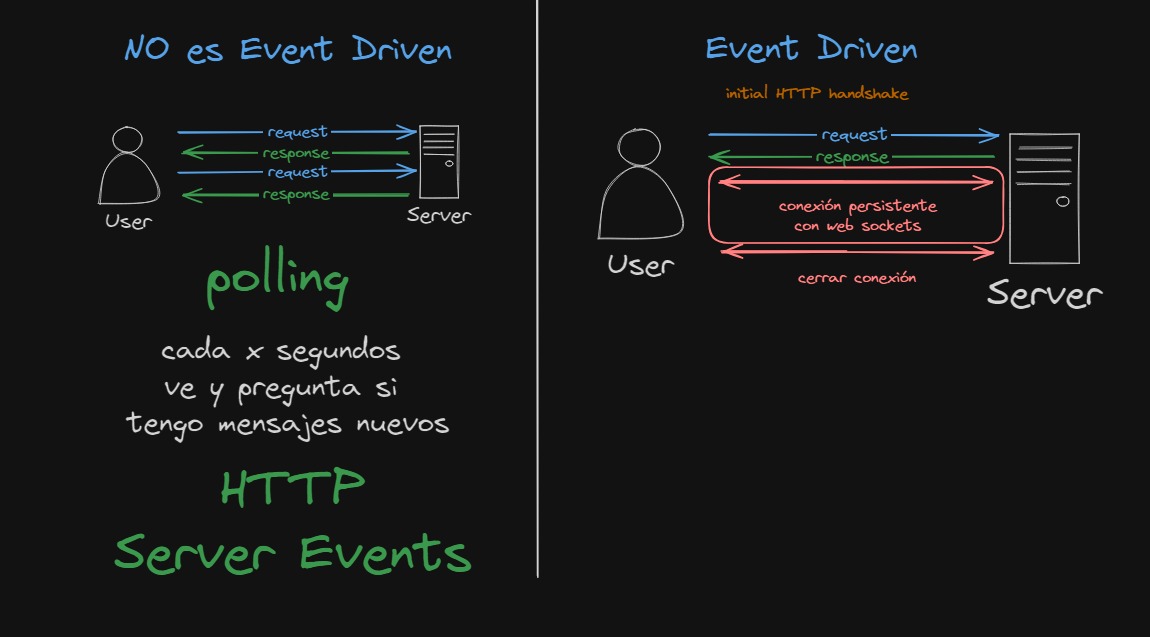 NO es Event Driven
request
response
request
response
User
Server
polling
cada x segundos
ve y pregunta si
tengo mensajes nuevos
HTTP
Server Events
Event Driven
initial HTTP handshake
request
response
conexión persistente
con web sockets
cerrar conexión
User
Server